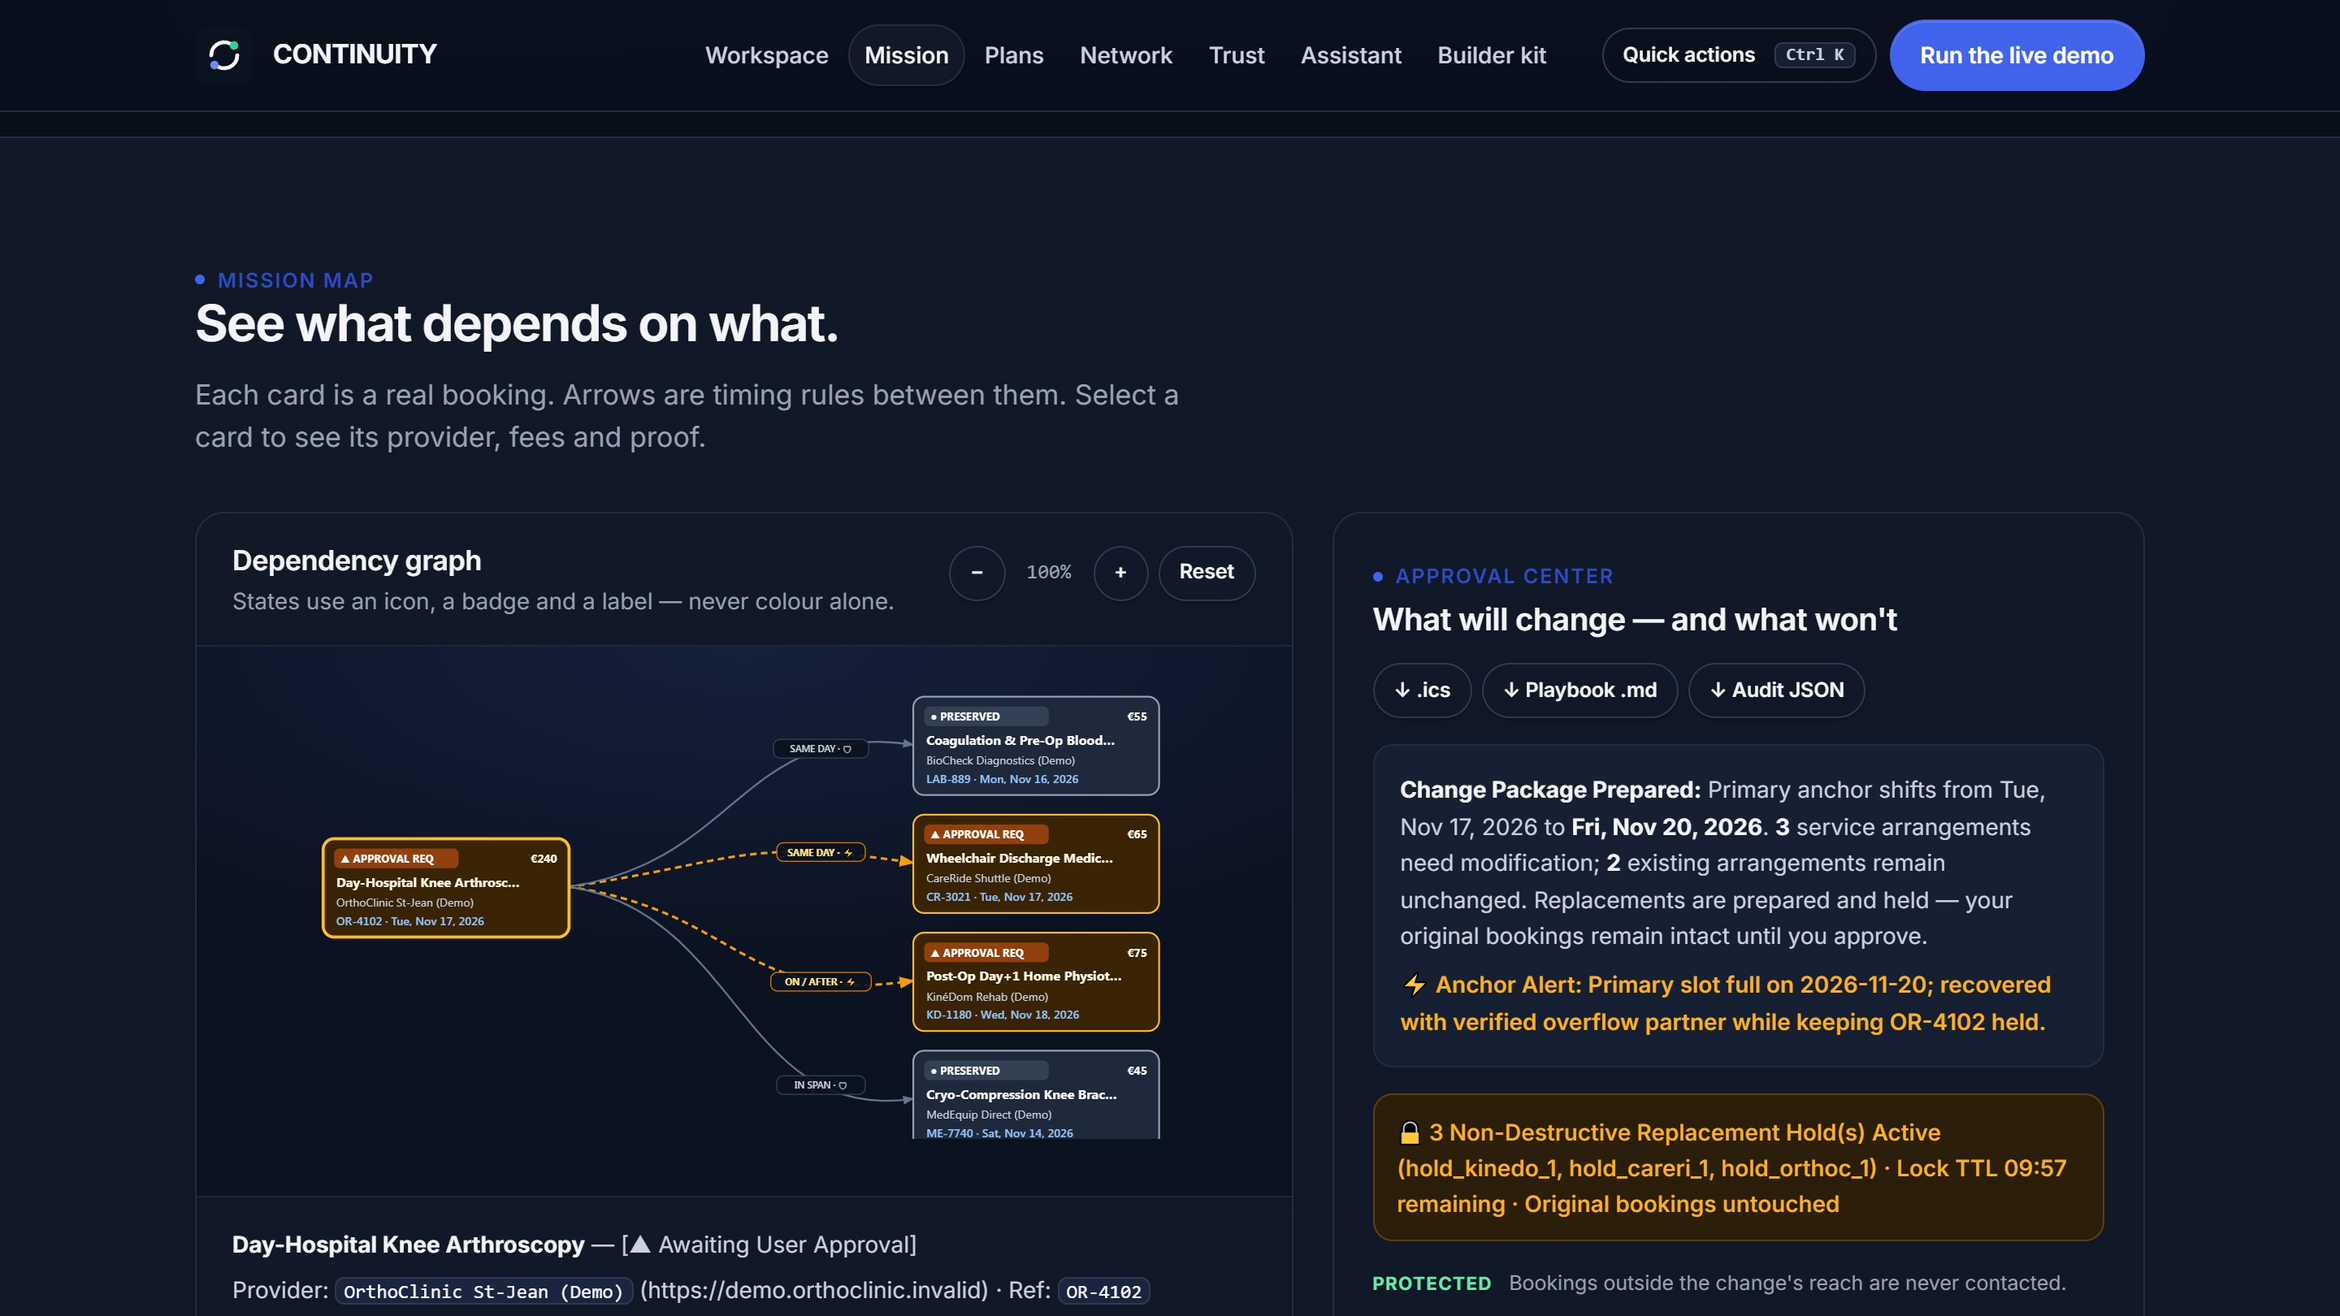 CONTINUITY
Workspace
Mission
Plans
Network
Trust
Assistant
Builder kit
Quick actions Ctrl K
Run the live demo
MISSION MAP
See what depends on what.
Each card is a real booking. Arrows are timing rules between them. Select a
card to see its provider, fees and proof.
Dependency graph
States use an icon, a badge and a label — never colour alone.
−
100%
+
Reset
▲ APPROVAL REQ €240
Day-Hospital Knee Arthrosc...
OrthoClinic St-Jean (Demo)
OR-4102 · Tue, Nov 17, 2026
SAME DAY ·
SAME DAY · ⚡
ON / AFTER · ⚡
IN SPAN ·
● PRESERVED €55
Coagulation & Pre-Op Blood...
BioCheck Diagnostics (Demo)
LAB-889 · Mon, Nov 16, 2026
▲ APPROVAL REQ €65
Wheelchair Discharge Medic...
CareRide Shuttle (Demo)
CR-3021 · Tue, Nov 17, 2026
▲ APPROVAL REQ €75
Post-Op Day+1 Home Physiot...
KinéDom Rehab (Demo)
KD-1180 · Wed, Nov 18, 2026
● PRESERVED €45
Cryo-Compression Knee Brac...
MedEquip Direct (Demo)
ME-7740 · Sat, Nov 14, 2026
Day-Hospital Knee Arthroscopy — [▲ Awaiting User Approval]
Provider: OrthoClinic St-Jean (Demo) (https://demo.orthoclinic.invalid) · Ref: OR-4102
APPROVAL CENTER
What will change — and what won't
↓ .ics
↓ Playbook .md
↓ Audit JSON
Change Package Prepared: Primary anchor shifts from Tue,
Nov 17, 2026 to Fri, Nov 20, 2026. 3 service arrangements
need modification; 2 existing arrangements remain
unchanged. Replacements are prepared and held — your
original bookings remain intact until you approve.
⚡ Anchor Alert: Primary slot full on 2026-11-20; recovered
with verified overflow partner while keeping OR-4102 held.
🔒 3 Non-Destructive Replacement Hold(s) Active
(hold_kinedo_1, hold_careri_1, hold_orthoc_1) · Lock TTL 09:57
remaining · Original bookings untouched
PROTECTED Bookings outside the change's reach are never contacted.